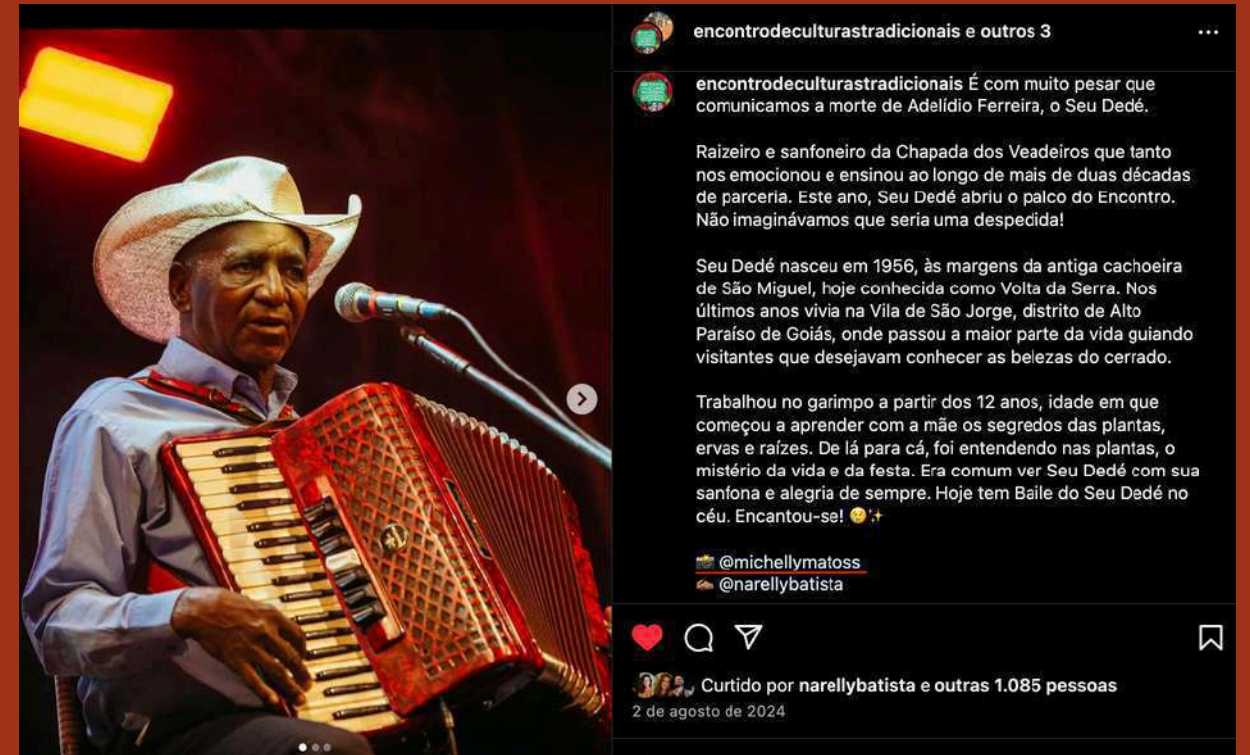 encontrodeculturastradicionais e outros 3
encontrodeculturastradicionais É com muito pesar que
comunicamos a morte de Adelídio Ferreira, o Seu Dedé.
Raizeiro e sanfoneiro da Chapada dos Veadeiros que tanto
nos emocionou e ensinou ao longo de mais de duas décadas
de parceria. Este ano, Seu Dedé abriu o palco do Encontro.
Não imaginávamos que seria uma despedida!
Seu Dedé nasceu em 1956, às margens da antiga cachoeira
de São Miguel, hoje conhecida como Volta da Serra. Nos
últimos anos vivia na Vila de São Jorge, distrito de Alto
Paraíso de Goiás, onde passou a maior parte da vida guiando
visitantes que desejavam conhecer as belezas do cerrado.
Trabalhou no garimpo a partir dos 12 anos, idade em que
começou a aprender com a mãe os segredos das plantas,
ervas e raízes. De lá para cá, foi entendendo nas plantas, o
mistério da vida e da festa. Era comum ver Seu Dedé com sua
sanfona e alegria de sempre. Hoje tem Baile do Seu Dedé no
céu. Encantou-se! 🥹✨
📸 @michellymatoss
✍🏾 @narellybatista
Curtido por narellybatista e outras 1.085 pessoas
2 de agosto de 2024